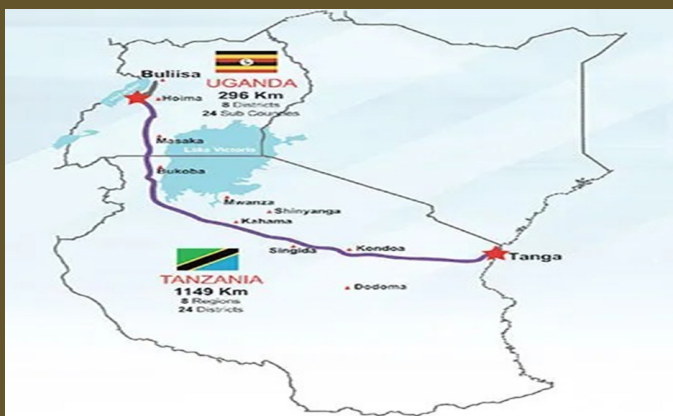 Buliisa
UGANDA
296 Km
8 Districts
24 Sub Counties
Hoima
Masaka
Lake Victoria
Bukoba
Mwanza
Shinyanga
Kahama
Singida
Kondoa
Tanga
TANZANIA
1149 Km
8 Regions
24 Districts
Dodoma